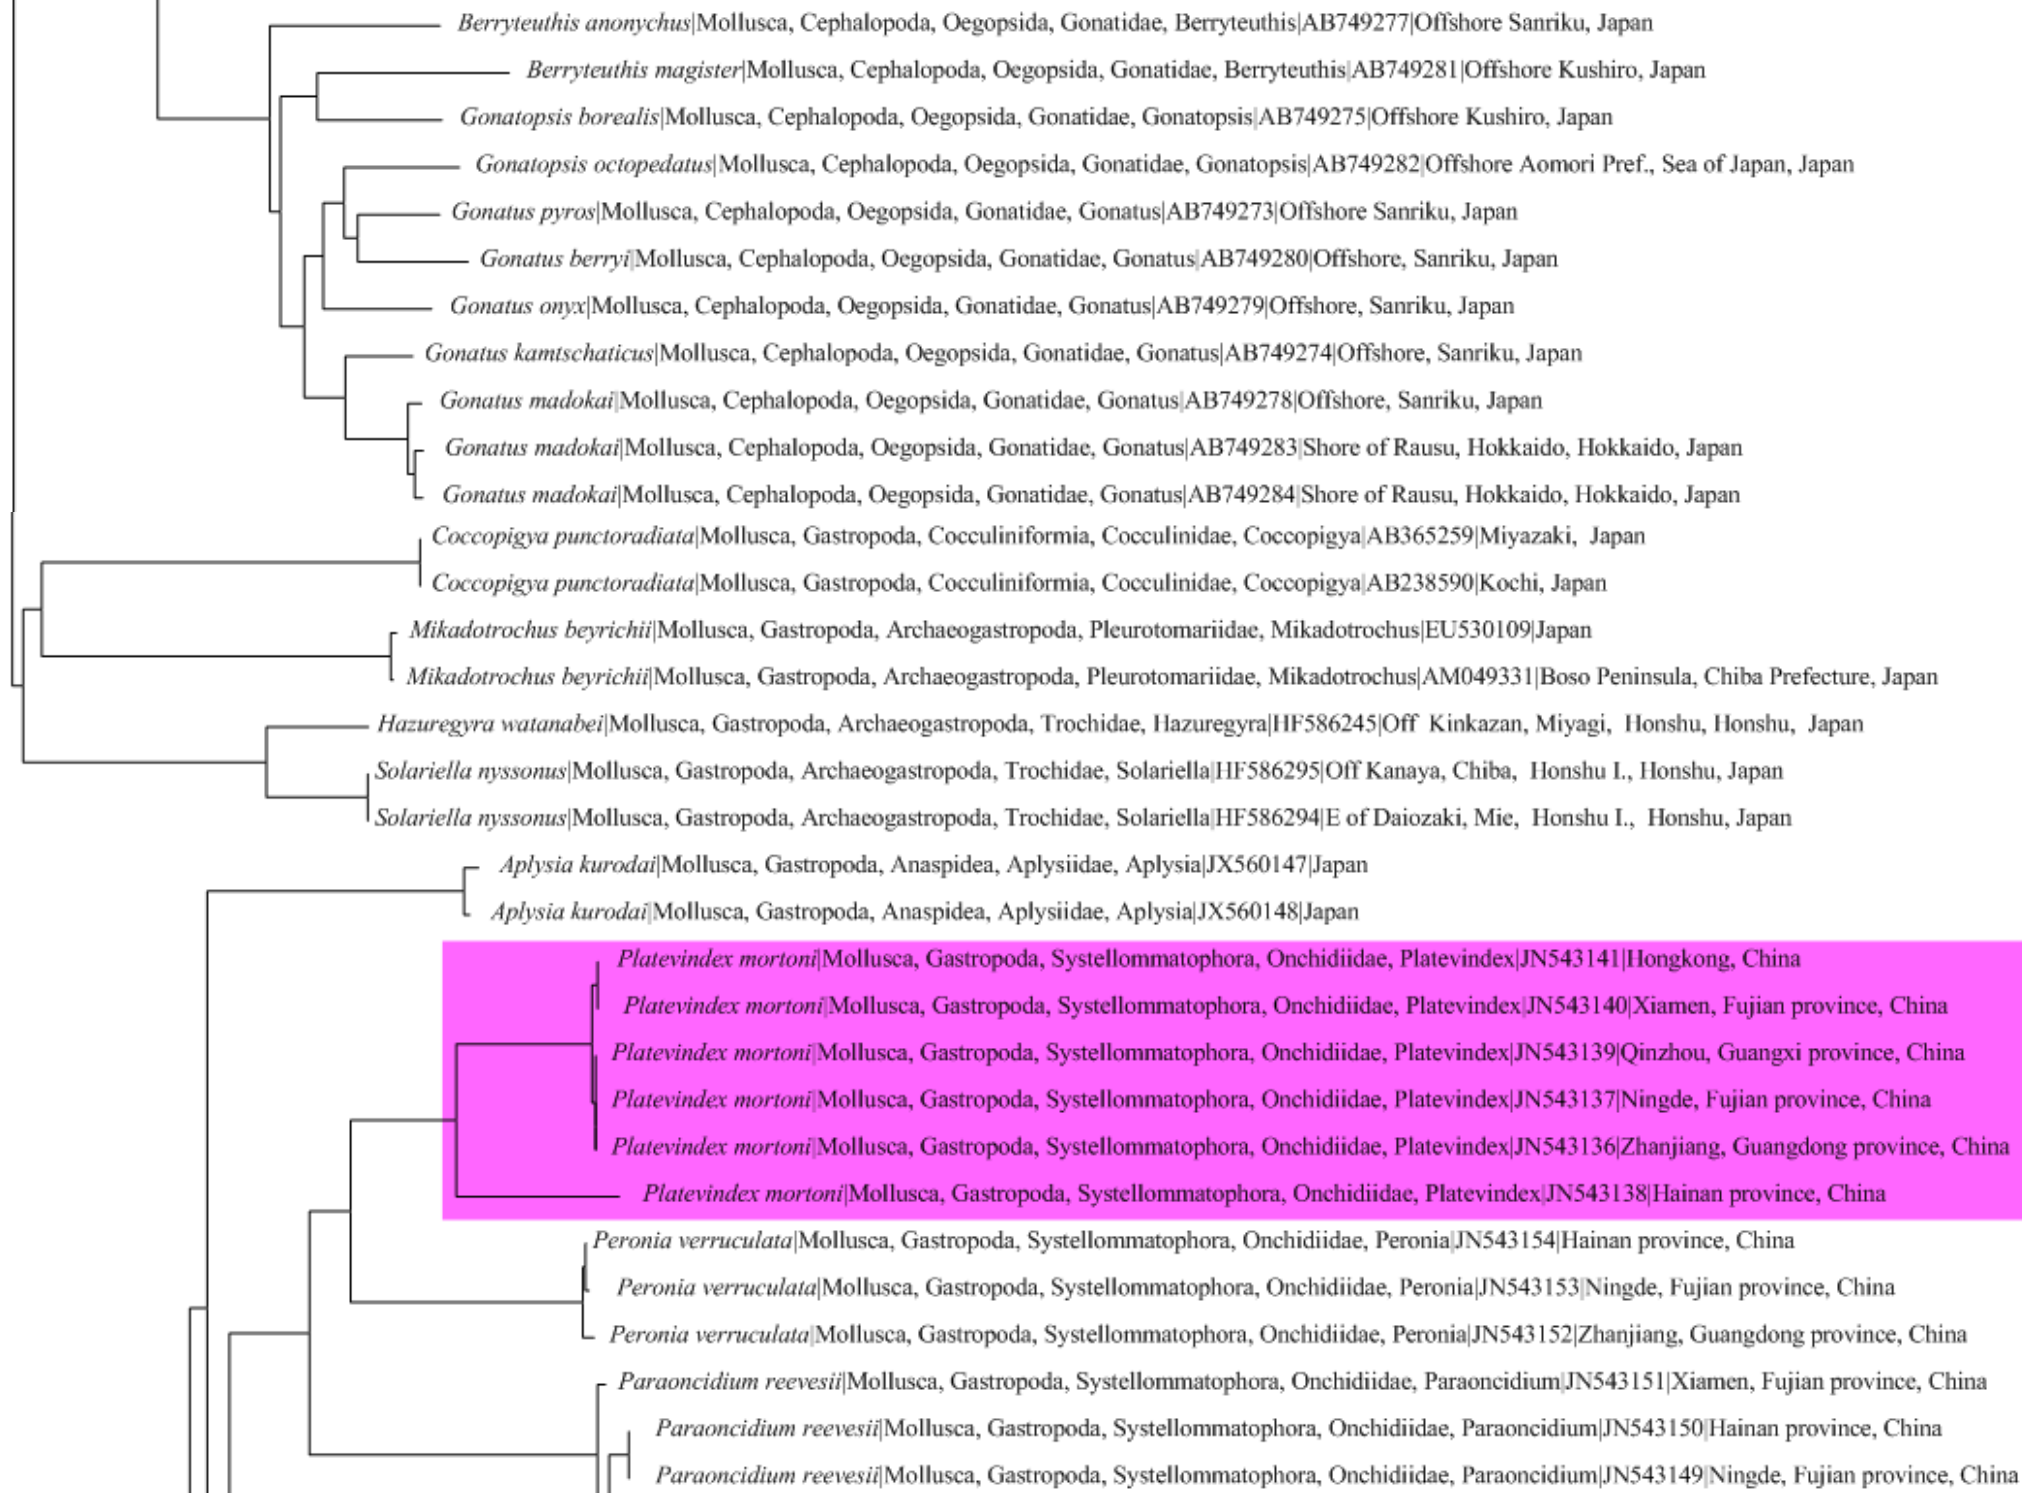 Berryteuthis anonychus|Mollusca, Cephalopoda, Oegopsida, Gonatidae, Berryteuthis|AB749277|Offshore Sanriku, Japan
Berryteuthis magister|Mollusca, Cephalopoda, Oegopsida, Gonatidae, Berryteuthis|AB749281|Offshore Kushiro, Japan
Gonatopsis borealis|Mollusca, Cephalopoda, Oegopsida, Gonatidae, Gonatopsis|AB749275|Offshore Kushiro, Japan
Gonatopsis octopedatus|Mollusca, Cephalopoda, Oegopsida, Gonatidae, Gonatopsis|AB749282|Offshore Aomori Pref., Sea of Japan, Japan
Gonatus pyros|Mollusca, Cephalopoda, Oegopsida, Gonatidae, Gonatus|AB749273|Offshore Sanriku, Japan
Gonatus berryi|Mollusca, Cephalopoda, Oegopsida, Gonatidae, Gonatus|AB749280|Offshore, Sanriku, Japan
Gonatus onyx|Mollusca, Cephalopoda, Oegopsida, Gonatidae, Gonatus|AB749279|Offshore, Sanriku, Japan
Gonatus kamtschaticus|Mollusca, Cephalopoda, Oegopsida, Gonatidae, Gonatus|AB749274|Offshore, Sanriku, Japan
Gonatus madokai|Mollusca, Cephalopoda, Oegopsida, Gonatidae, Gonatus|AB749278|Offshore, Sanriku, Japan
Gonatus madokai|Mollusca, Cephalopoda, Oegopsida, Gonatidae, Gonatus|AB749283|Shore of Rausu, Hokkaido, Hokkaido, Japan
Gonatus madokai|Mollusca, Cephalopoda, Oegopsida, Gonatidae, Gonatus|AB749284|Shore of Rausu, Hokkaido, Hokkaido, Japan
Coccopigya punctoradiata|Mollusca, Gastropoda, Cocculiniformia, Cocculinidae, Coccopigya|AB365259|Miyazaki, Japan
Coccopigya punctoradiata|Mollusca, Gastropoda, Cocculiniformia, Cocculinidae, Coccopigya|AB238590|Kochi, Japan
Mikadotrochus beyrichii|Mollusca, Gastropoda, Archaeogastropoda, Pleurotomariidae, Mikadotrochus|EU530109|Japan
Mikadotrochus beyrichii|Mollusca, Gastropoda, Archaeogastropoda, Pleurotomariidae, Mikadotrochus|AM049331|Boso Peninsula, Chiba Prefecture, Japan
Hazuregyra watanabei|Mollusca, Gastropoda, Archaeogastropoda, Trochidae, Hazuregyra|HF586245|Off Kinkazan, Miyagi, Honshu, Honshu, Japan
Solariella nyssonus|Mollusca, Gastropoda, Archaeogastropoda, Trochidae, Solariella|HF586295|Off Kanaya, Chiba, Honshu I., Honshu, Japan
Solariella nyssonus|Mollusca, Gastropoda, Archaeogastropoda, Trochidae, Solariella|HF586294|E of Daiozaki, Mie, Honshu I., Honshu, Japan
Aplysia kurodai|Mollusca, Gastropoda, Anaspidea, Aplysiidae, Aplysia|JX560147|Japan
Aplysia kurodai|Mollusca, Gastropoda, Anaspidea, Aplysiidae, Aplysia|JX560148|Japan
Platevindex mortoni|Mollusca, Gastropoda, Systellommatophora, Onchidiidae, Platevindex|JN543141|Hongkong, China
Platevindex mortoni|Mollusca, Gastropoda, Systellommatophora, Onchidiidae, Platevindex|JN543140|Xiamen, Fujian province, China
Platevindex mortoni|Mollusca, Gastropoda, Systellommatophora, Onchidiidae, Platevindex|JN543139|Qinzhou, Guangxi province, China
Platevindex mortoni|Mollusca, Gastropoda, Systellommatophora, Onchidiidae, Platevindex|JN543137|Ningde, Fujian province, China
Platevindex mortoni|Mollusca, Gastropoda, Systellommatophora, Onchidiidae, Platevindex|JN543136|Zhanjiang, Guangdong province, China
Platevindex mortoni|Mollusca, Gastropoda, Systellommatophora, Onchidiidae, Platevindex|JN543138|Hainan province, China
Peronia verruculata|Mollusca, Gastropoda, Systellommatophora, Onchidiidae, Peronia|JN543154|Hainan province, China
Peronia verruculata|Mollusca, Gastropoda, Systellommatophora, Onchidiidae, Peronia|JN543153|Ningde, Fujian province, China
Peronia verruculata|Mollusca, Gastropoda, Systellommatophora, Onchidiidae, Peronia|JN543152|Zhanjiang, Guangdong province, China
Paraoncidium reevesii|Mollusca, Gastropoda, Systellommatophora, Onchidiidae, Paraoncidium|JN543151|Xiamen, Fujian province, China
Paraoncidium reevesii|Mollusca, Gastropoda, Systellommatophora, Onchidiidae, Paraoncidium|JN543150|Hainan province, China
Paraoncidium reevesii|Mollusca, Gastropoda, Systellommatophora, Onchidiidae, Paraoncidium|JN543149|Ningde, Fujian province, China